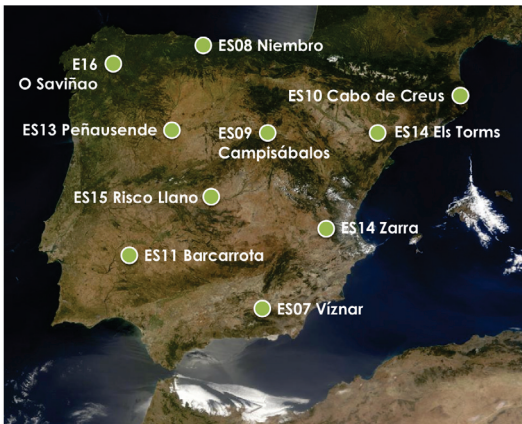 ES08 Niembro
E16
O Saviñao
ES10 Cabo de Creus
ES13 Peñausende
ES09
Campisábalos
ES14 Els Torms
ES15 Risco Llano
ES14 Zarra
ES11 Barcarrota
ES07 Víznar